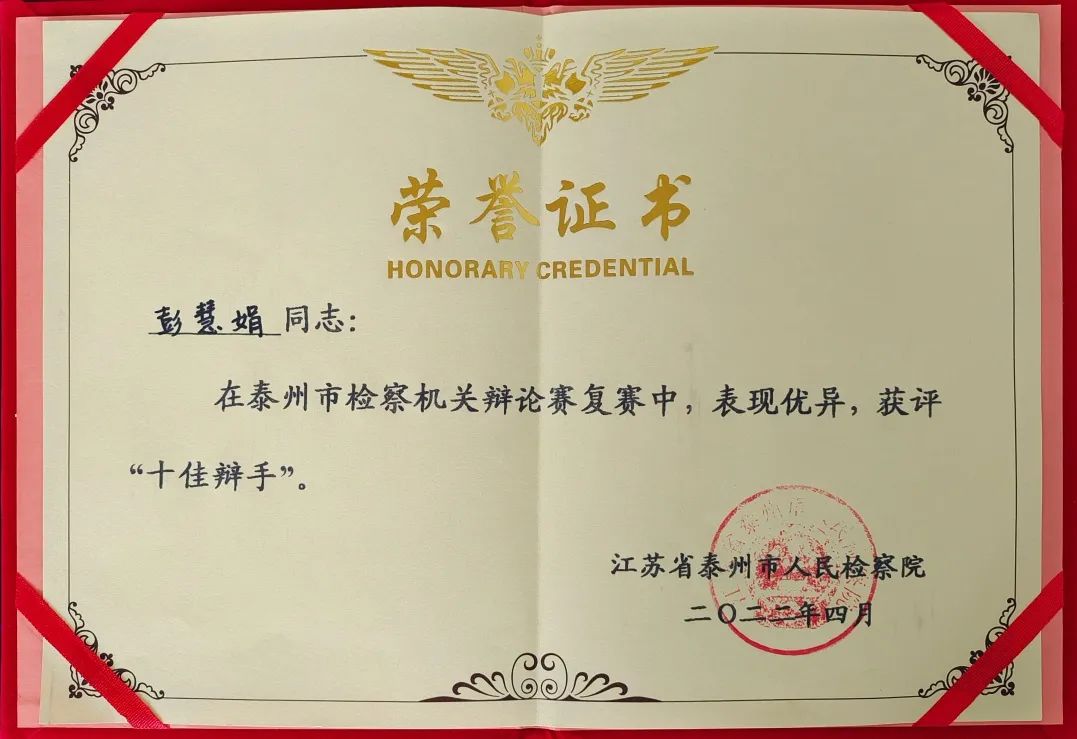 荣誉证书
HONORARY CREDENTIAL
彭慧娟同志：
在泰州市检察机关辩论赛复赛中，表现优异，获评
“十佳辩手”。
江苏省泰州市人民检察院
二〇二二年四月